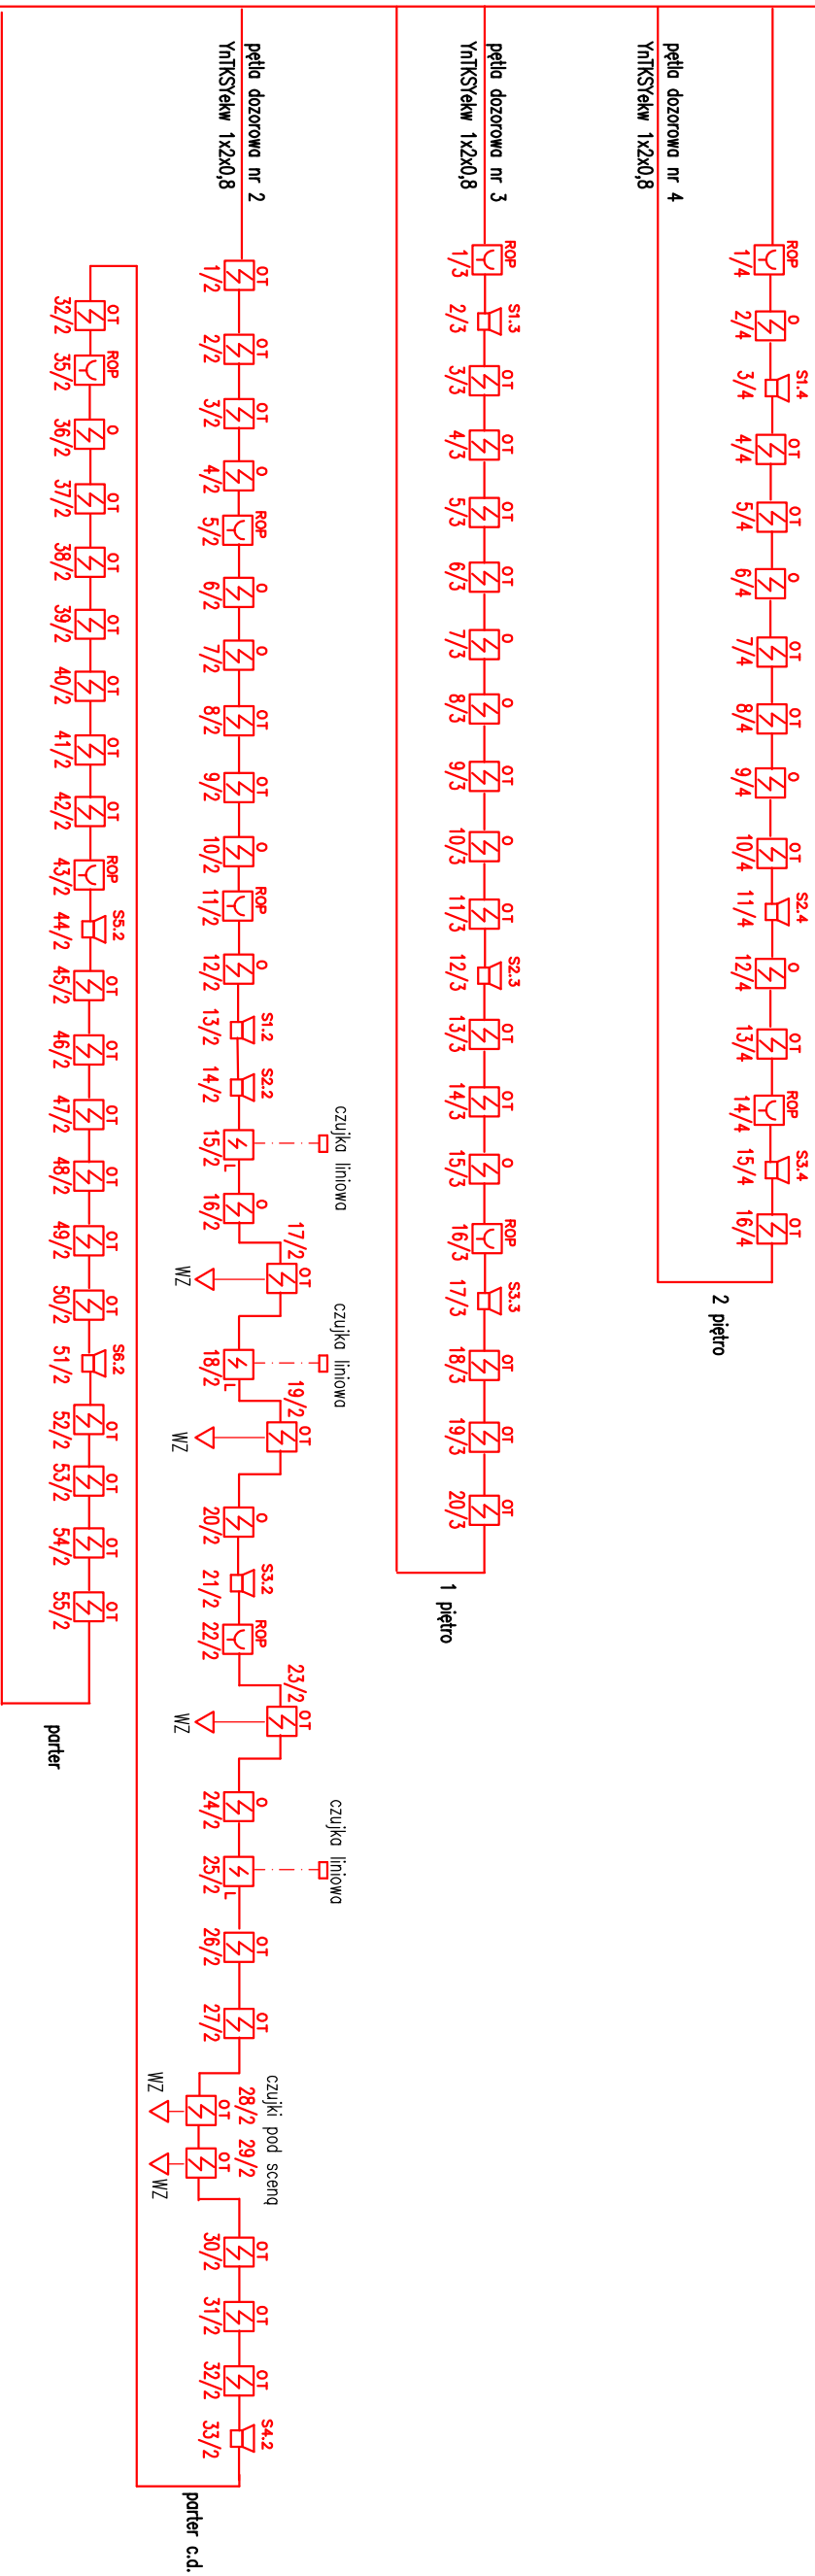 pętla dozorowa nr 4
YnTKSYekw 1x2x0,8
ROP
1/4
O
2/4
S1.4
3/4
OT
4/4
OT
5/4
O
6/4
OT
7/4
OT
8/4
O
9/4
OT
10/4
S2.4
11/4
O
12/4
OT
13/4
ROP
14/4
S3.4
15/4
OT
16/4
2 piętro
pętla dozorowa nr 3
YnTKSYekw 1x2x0,8
ROP
1/3
S1.3
2/3
OT
3/3
OT
4/3
OT
5/3
OT
6/3
O
7/3
O
8/3
OT
9/3
O
10/3
OT
11/3
S2.3
12/3
OT
13/3
OT
14/3
O
15/3
ROP
16/3
S3.3
17/3
OT
18/3
OT
19/3
OT
20/3
1 piętro
pętla dozorowa nr 2
YnTKSYekw 1x2x0,8
OT
1/2
OT
2/2
OT
3/2
O
4/2
ROP
5/2
O
6/2
O
7/2
OT
8/2
OT
9/2
O
10/2
ROP
11/2
O
12/2
S1.2
13/2
S2.2
14/2
czujka liniowa
15/2
L
O
16/2
17/2
OT
WZ
czujka liniowa
18/2
L
19/2
OT
WZ
O
20/2
S3.2
21/2
ROP
22/2
23/2
OT
WZ
O
24/2
czujka liniowa
25/2
L
OT
26/2
OT
27/2
czujki pod sceną
28/2
OT
WZ
29/2
OT
WZ
OT
30/2
OT
31/2
OT
32/2
S4.2
33/2
parter c.d.
OT
32/2
ROP
35/2
O
36/2
OT
37/2
OT
38/2
OT
39/2
OT
40/2
OT
41/2
OT
42/2
ROP
43/2
S5.2
44/2
OT
45/2
OT
46/2
OT
47/2
OT
48/2
OT
49/2
OT
50/2
S6.2
51/2
OT
52/2
OT
53/2
OT
54/2
OT
55/2
parter